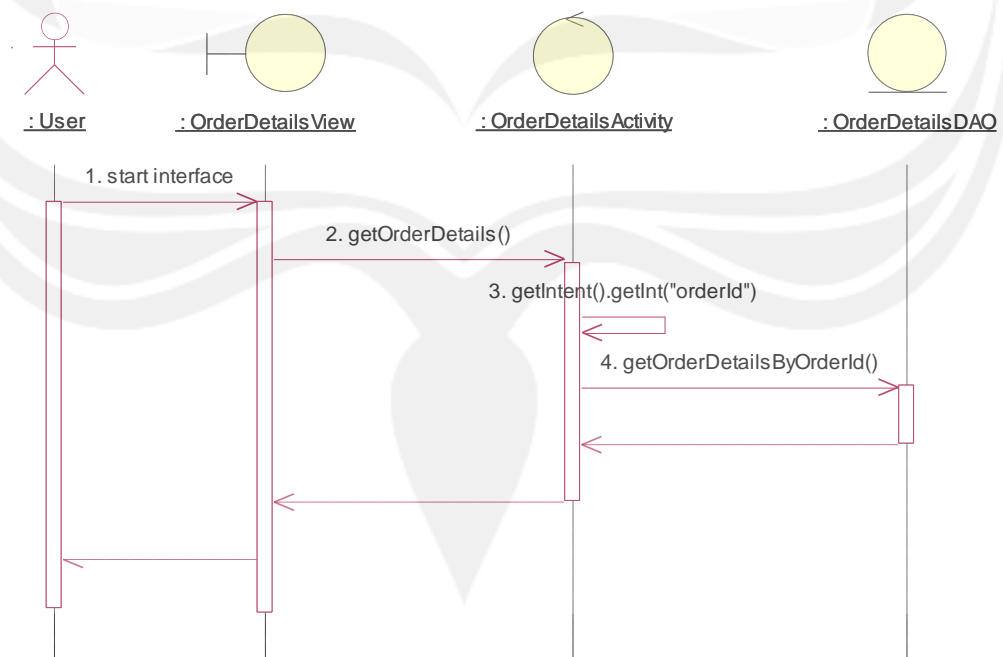 : User
: OrderDetailsView
: OrderDetailsActivity
: OrderDetailsDAO
1. start interface
2. getOrderDetails()
3. getIntent().getInt("orderId")
4. getOrderDetailsByOrderId()